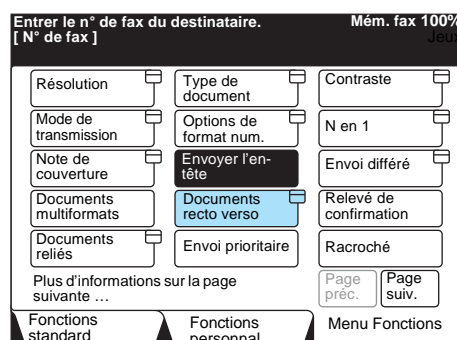 Entrer le n° de fax du destinataire. Mém. fax 100%
[ N° de fax ] Jeux
Résolution
Type de
document
Contraste
Mode de
transmission
Options de
format num.
N en 1
Note de
couverture
Envoyer l'en-
tête
Envoi différé
Documents
multiformats
Documents
recto verso
Relevé de
confirmation
Documents
reliés
Envoi prioritaire
Racroché
Plus d'informations sur la page
suivante …
Page
préc.
Page
suiv.
Fonctions
standard
Fonctions
personnal.
Menu Fonctions